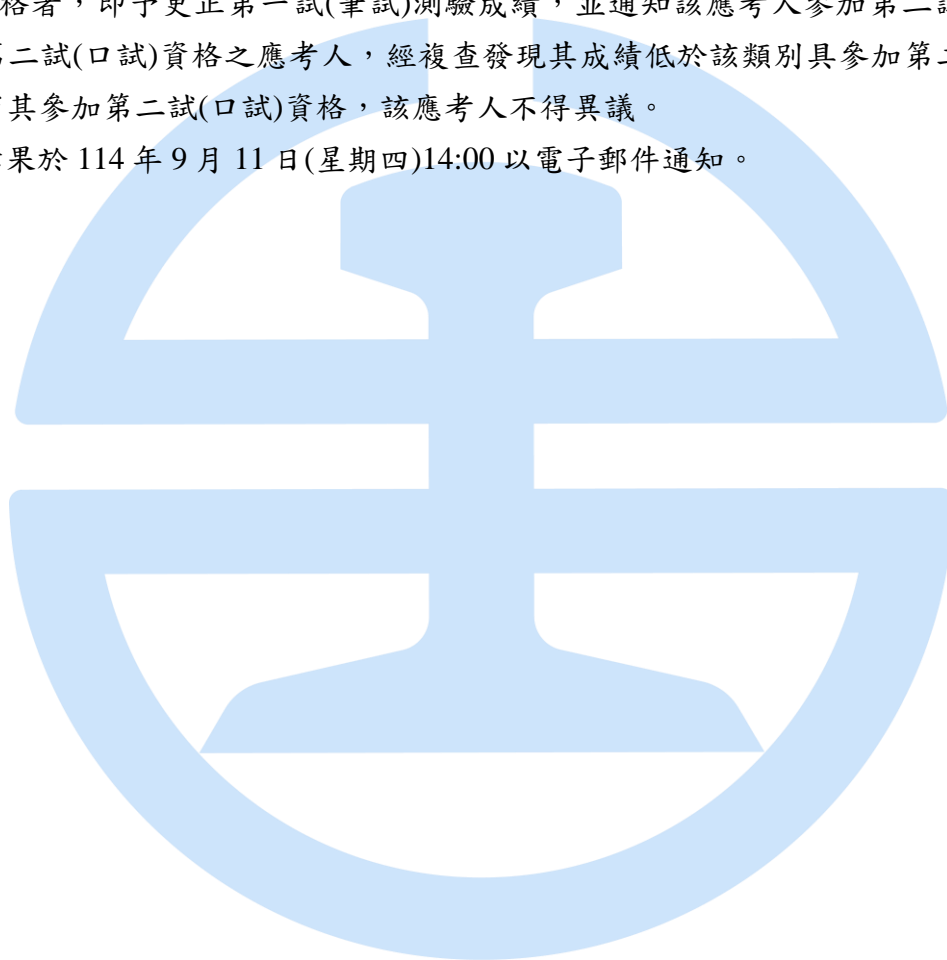 格者，即予更正第一試(筆試)測驗成績，並通知該應考人參加第二試
第二試(口試)資格之應考人，經複查發現其成績低於該類別具參加第二
其參加第二試(口試)資格，該應考人不得異議。
果於 114 年 9 月 11 日(星期四)14:00 以電子郵件通知。